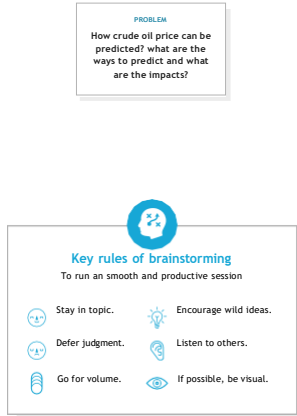 PROBLEM
How crude oil price can be
predicted? what are the
ways to predict and what
are the impacts?
Key rules of brainstorming
To run an smooth and productive session
Stay in topic.
Encourage wild ideas.
Defer judgment.
Listen to others.
Go for volume.
If possible, be visual.